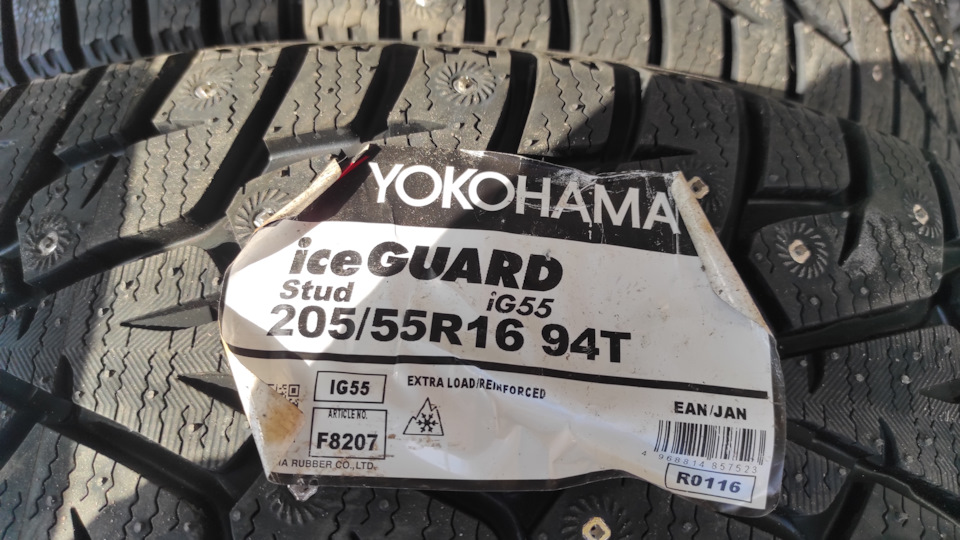 YOKOHAMA
iceGUARD
Stud iG55
205/55R16 94T
IG55
EXTRA LOAD/REINFORCED
ARTICLE NO.
F8207
EAN/JAN
4 968814 857523
R0116
RUBBER CO.,LTD.